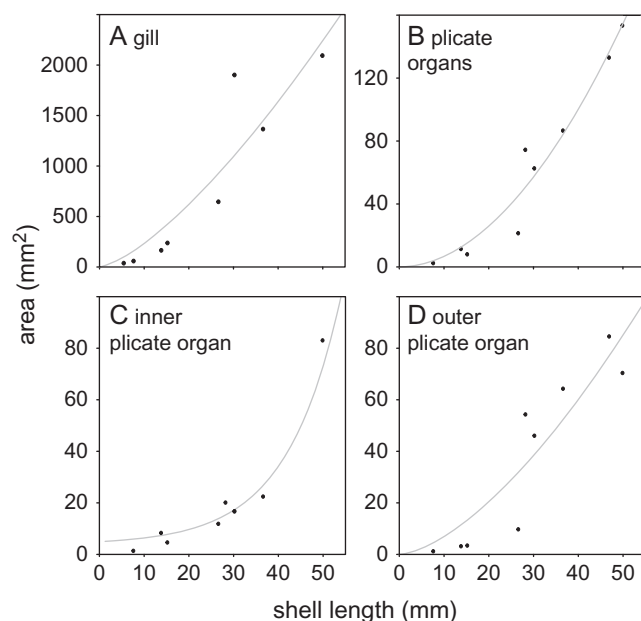 A gill
2000
1500
1000
500
0
B plicate
organs
120
80
40
0
area (mm2)
C inner
plicate organ
80
60
40
20
0
0 10 20 30 40 50
D outer
plicate organ
80
60
40
20
0
0 10 20 30 40 50
shell length (mm)